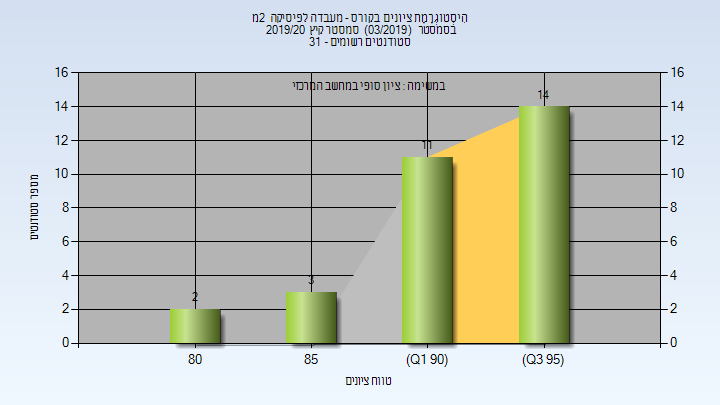 היסטוגרמת ציונים בקורס - מעבדה לפיסיקה 2מ
בסמסטר (03/2019) סמסטר קיץ 2019/20
סטודנטים רשומים - 31
במשימה : ציון סופי במחשב המרכזי
מספר סטודנטים
16 16
14 14
12 12
10 10
8 8
6 6
4 4
2 2
0 0
2 3 11 14
80 85 (Q1 90) (Q3 95)
טווח ציונים